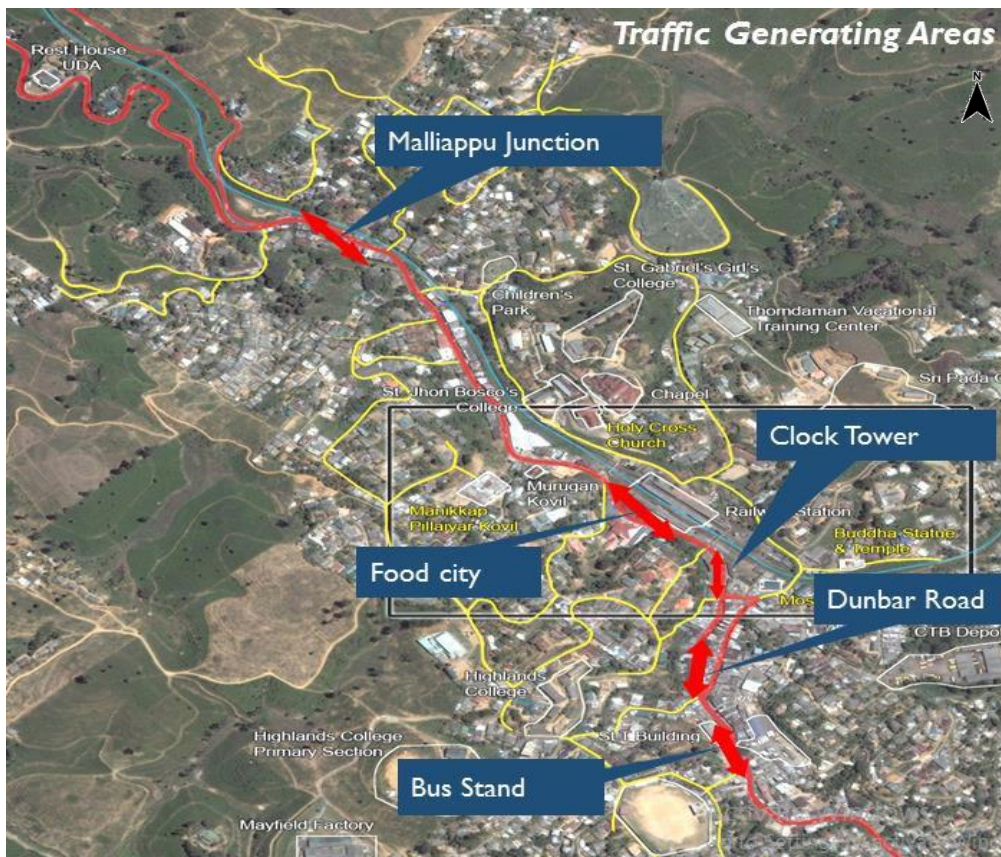 Traffic Generating Areas
Rest House
UDA
N
Malliappu Junction
St. Gabriel's Girl's
College
Children's
Park
Thomdaman Vacational
Training Center
Sri Pada
St. Jhon Bosco's
College
Chapel
Holy Cross
Church
Clock Tower
Murugan
Kovil
Manikkap
Pillaiyar Kovil
Railway Station
Buddha Statue
& Temple
Food city
Dunbar Road
CTB Depo
Highlands
College
Building
Highlands College
Primary Section
Bus Stand
Mayfield Factory